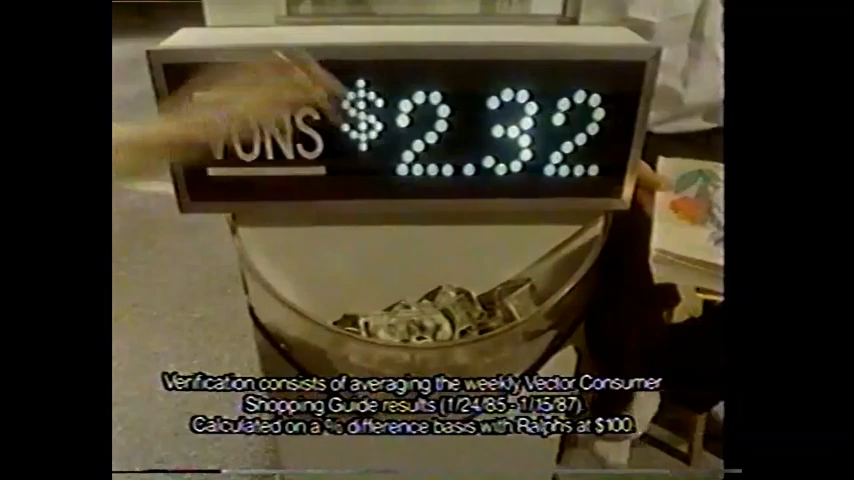 VONS $2.32
Verification consists of averaging the weekly Vector Consumer
Shopping Guide results (1/24/85 - 1/15/87).
Calculated on a % difference basis with Ralphs at $100.